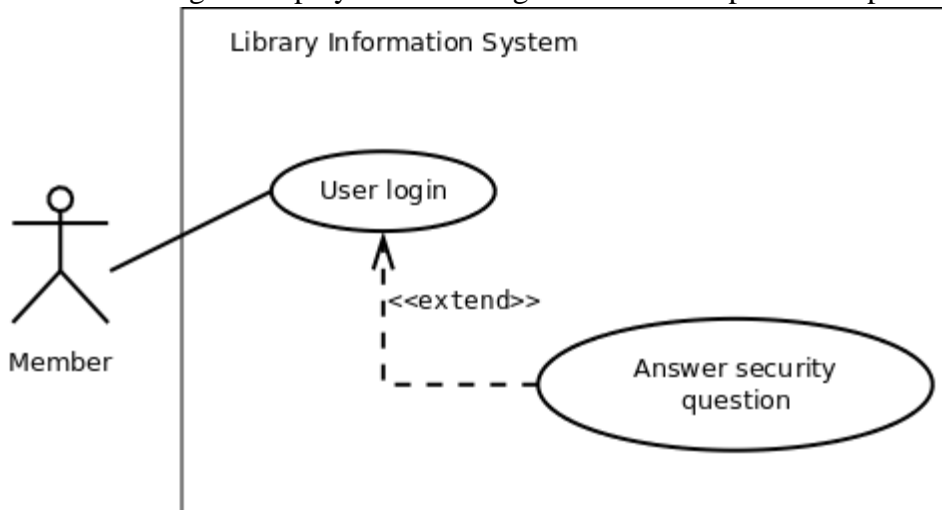 Library Information System
User login
<<extend>>
Member
Answer security
question